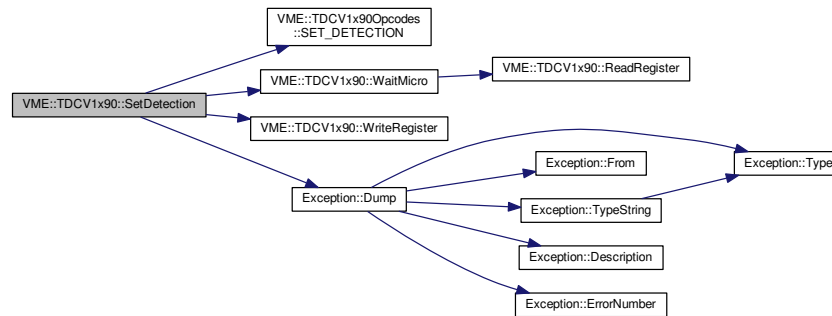 VME::TDCV1x90Opcodes
::SET_DETECTION
VME::TDCV1x90::WaitMicro
VME::TDCV1x90::ReadRegister
VME::TDCV1x90::SetDetection
VME::TDCV1x90::WriteRegister
Exception::From
Exception::Type
Exception::Dump
Exception::TypeString
Exception::Description
Exception::ErrorNumber